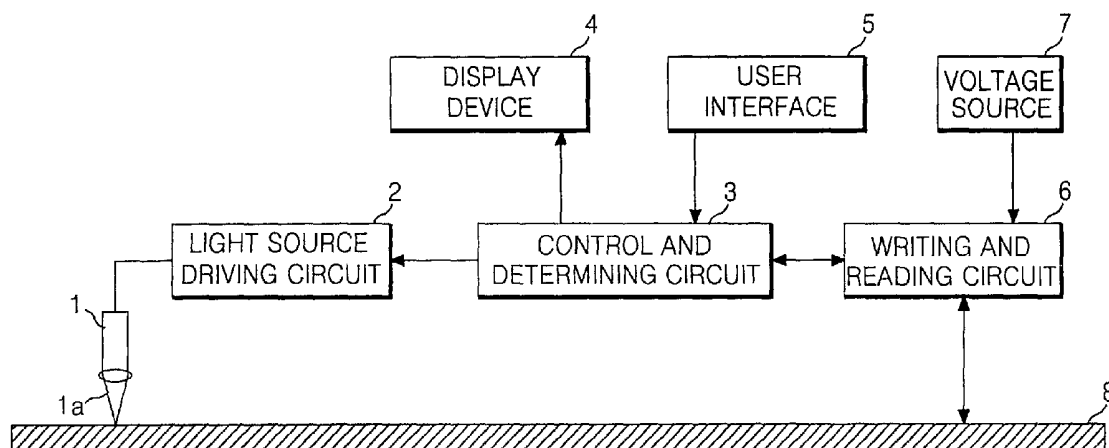 4
DISPLAY
DEVICE
5
USER
INTERFACE
7
VOLTAGE
SOURCE
2
LIGHT SOURCE
DRIVING CIRCUIT
3
CONTROL AND
DETERMINING CIRCUIT
6
WRITING AND
READING CIRCUIT
1
1a
8